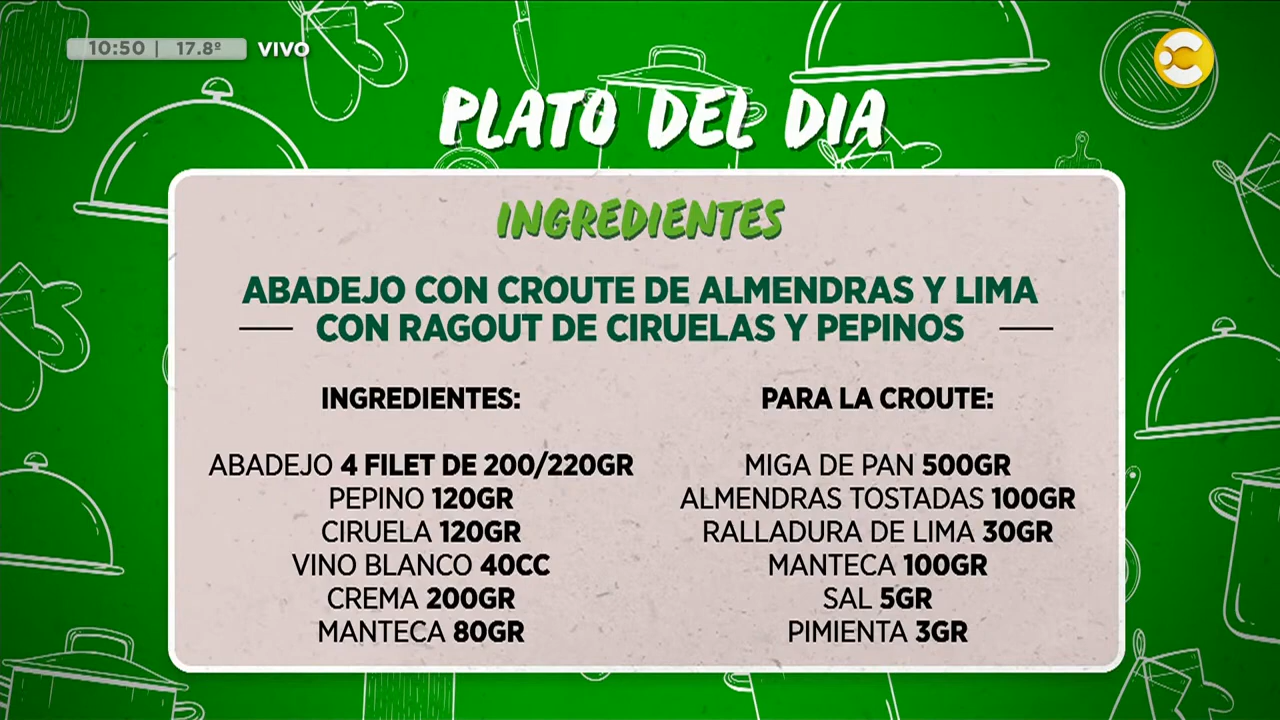 10:50 | 17.8º VIVO
PLATO DEL DIA
INGREDIENTES
ABADEJO CON CROUTE DE ALMENDRAS Y LIMA
CON RAGOUT DE CIRUELAS Y PEPINOS
INGREDIENTES:
ABADEJO 4 FILET DE 200/220GR
PEPINO 120GR
CIRUELA 120GR
VINO BLANCO 40CC
CREMA 200GR
MANTECA 80GR
PARA LA CROUTE:
MIGA DE PAN 500GR
ALMENDRAS TOSTADAS 100GR
RALLADURA DE LIMA 30GR
MANTECA 100GR
SAL 5GR
PIMIENTA 3GR